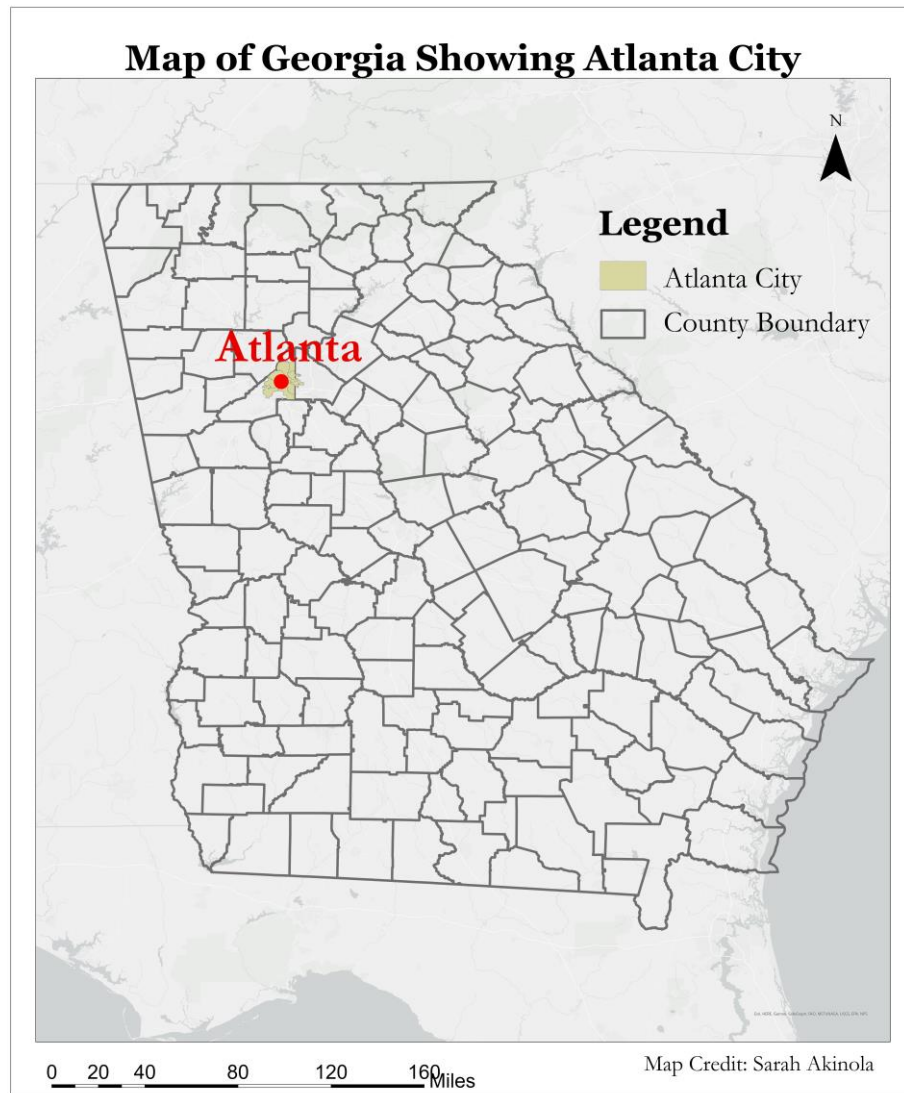 Map of Georgia Showing Atlanta City
N
Legend
Atlanta City
County Boundary
Atlanta
Map Credit: Sarah Akinola
0 20 40 80 120 160
Miles